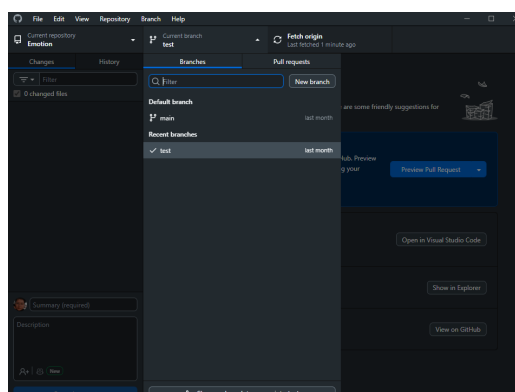 File Edit View Repository Branch Help
Current repository
Emotion
Current branch
test
Fetch origin
Last fetched 1 minute ago
Changes
History
Branches
Pull requests
Filter
0 changed files
Filter
New branch
Default branch
main
last month
Recent branches
test
last month
are some friendly suggestions for
Hub. Preview
g your
Preview Pull Request
Open in Visual Studio Code
Show in Explorer
View on GitHub
Summary (required)
Description
New